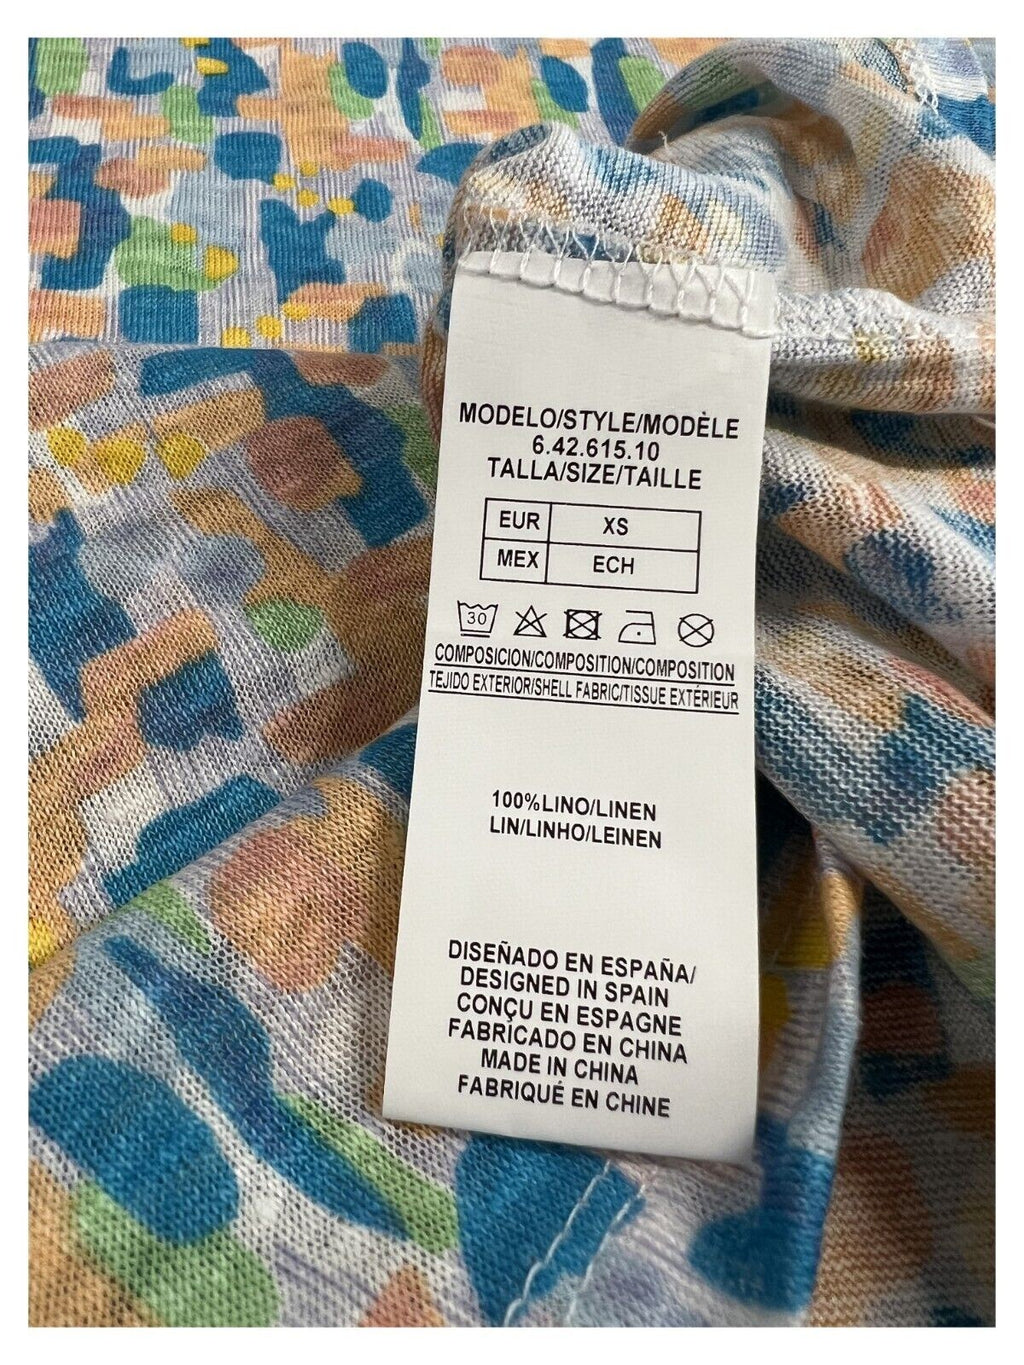 MODELO/STYLE/MODÈLE
6.42.615.10
TALLA/SIZE/TAILLE
EUR XS
MEX ECH
30
COMPOSICION/COMPOSITION/COMPOSITION
TEJIDO EXTERIOR/SHELL FABRIC/TISSUE EXTÉRIEUR
100%LINO/LINEN
LIN/LINHO/LEINEN
DISEÑADO EN ESPAÑA/
DESIGNED IN SPAIN
CONÇU EN ESPAGNE
FABRICADO EN CHINA
MADE IN CHINA
FABRIQUÉ EN CHINE